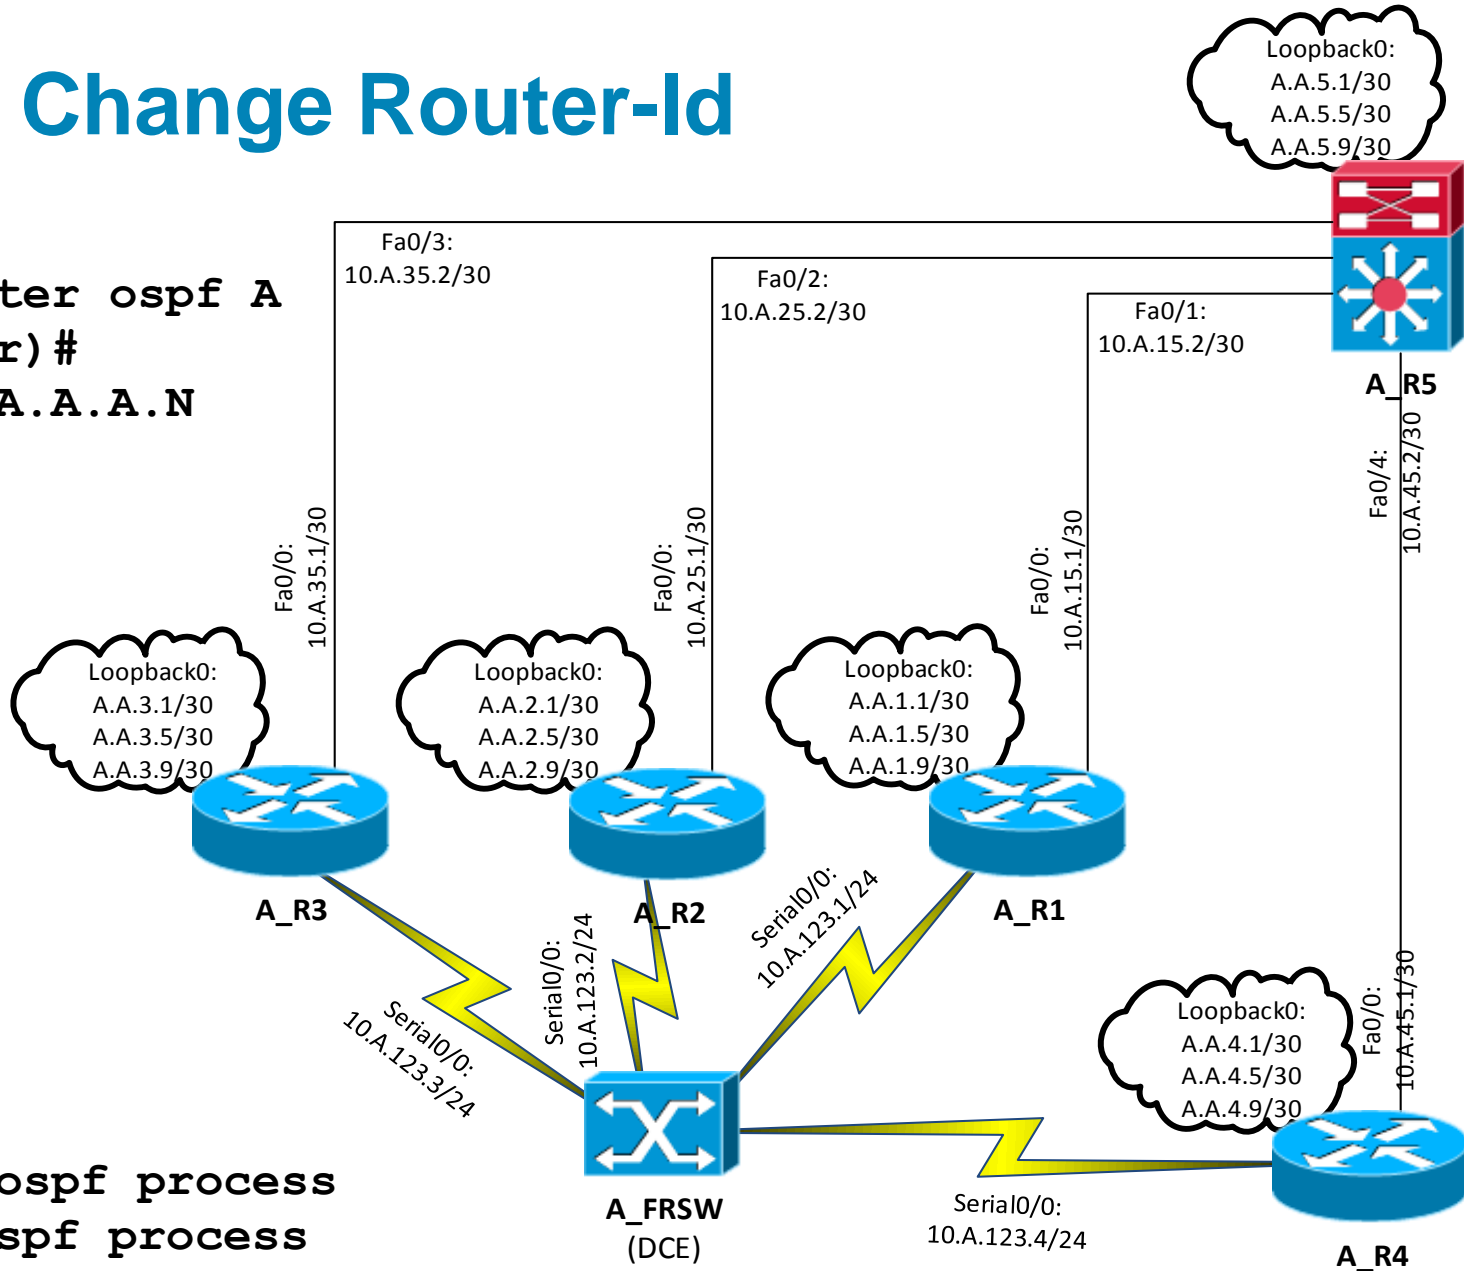 Change Router-Id
Loopback0:
A.A.5.1/30
A.A.5.5/30
A.A.5.9/30
ter ospf A
r)#
A.A.A.N
Fa0/3:
10.A.35.2/30
Fa0/2:
10.A.25.2/30
Fa0/1:
10.A.15.2/30
A_R5
Fa0/4:
10.A.45.2/30
Fa0/0:
10.A.35.1/30
Fa0/0:
10.A.25.1/30
Fa0/0:
10.A.15.1/30
Loopback0:
A.A.3.1/30
A.A.3.5/30
A.A.3.9/30
Loopback0:
A.A.2.1/30
A.A.2.5/30
A.A.2.9/30
Loopback0:
A.A.1.1/30
A.A.1.5/30
A.A.1.9/30
A_R3
A_R2
A_R1
Serial0/0:
10.A.123.3/24
Serial0/0:
10.A.123.2/24
Serial0/0:
10.A.123.1/24
Loopback0:
A.A.4.1/30
A.A.4.5/30
A.A.4.9/30
Fa0/0:
10.A.45.1/30
ospf process
spf process
A_FRSW
(DCE)
Serial0/0:
10.A.123.4/24
A_R4